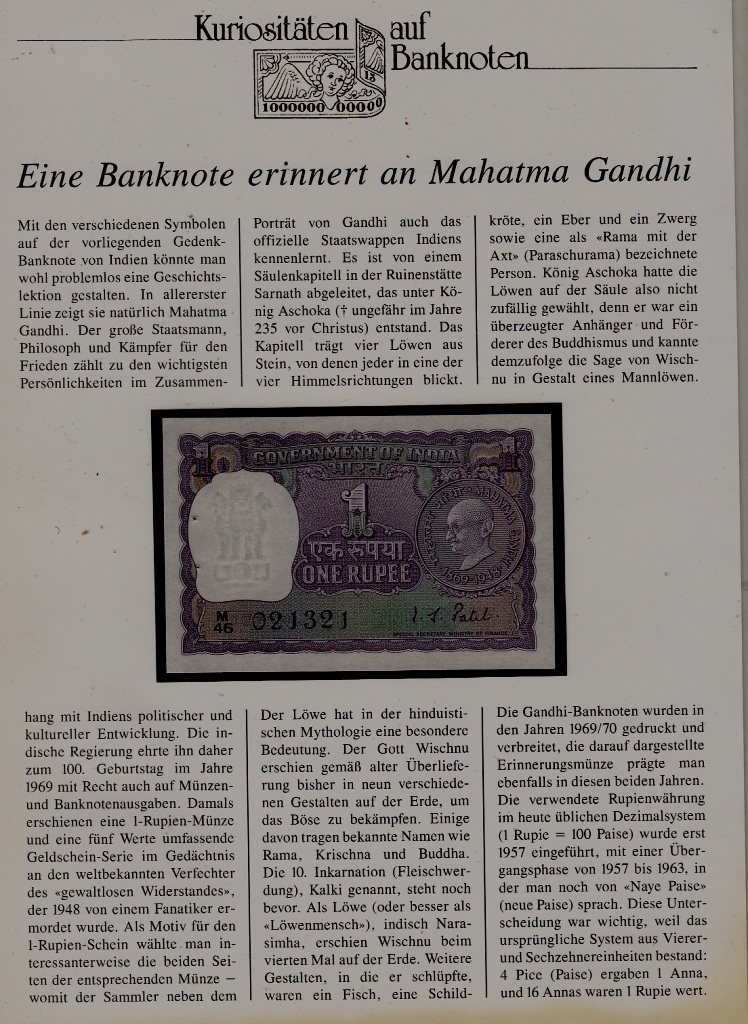 Kuriositäten auf
Banknoten
15
1000000 00000
Eine Banknote erinnert an Mahatma Gandhi
Mit den verschiedenen Symbolen
auf der vorliegenden Gedenk-
Banknote von Indien könnte man
wohl problemlos eine Geschichts-
lektion gestalten. In allererster
Linie zeigt sie natürlich Mahatma
Gandhi. Der große Staatsmann,
Philosoph und Kämpfer für den
Frieden zählt zu den wichtigsten
Persönlichkeiten im Zusammen-
hang mit Indiens politischer und
kultureller Entwicklung. Die in-
dische Regierung ehrte ihn daher
zum 100. Geburtstag im Jahre
1969 mit Recht auch auf Münzen-
und Banknotenausgaben. Damals
erschienen eine 1-Rupien-Münze
und eine fünf Werte umfassende
Geldschein-Serie im Gedächtnis
an den weltbekannten Verfechter
des «gewaltlosen Widerstandes»,
der 1948 von einem Fanatiker er-
mordet wurde. Als Motiv für den
1-Rupien-Schein wählte man in-
teressanterweise die beiden Sei-
ten der entsprechenden Münze –
womit der Sammler neben dem
Porträt von Gandhi auch das
offizielle Staatswappen Indiens
kennenlernt. Es ist von einem
Säulenkapitell in der Ruinenstätte
Sarnath abgeleitet, das unter Kö-
nig Aschoka († ungefähr im Jahre
235 vor Christus) entstand. Das
Kapitell trägt vier Löwen aus
Stein, von denen jeder in eine der
vier Himmelsrichtungen blickt.
Der Löwe hat in der hinduisti-
schen Mythologie eine besondere
Bedeutung. Der Gott Wischnu
erschien gemäß alter Überliefe-
rung bisher in neun verschiede-
nen Gestalten auf der Erde, um
das Böse zu bekämpfen. Einige
davon tragen bekannte Namen wie
Rama, Krischna und Buddha.
Die 10. Inkarnation (Fleischwer-
dung), Kalki genannt, steht noch
bevor. Als Löwe (oder besser als
«Löwenmensch»), indisch Nara-
simha, erschien Wischnu beim
vierten Mal auf der Erde. Weitere
Gestalten, in die er schlüpfte,
waren ein Fisch, eine Schild-
kröte, ein Eber und ein Zwerg
sowie eine als «Rama mit der
Axt» (Paraschurama) bezeichnete
Person. König Aschoka hatte die
Löwen auf der Säule also nicht
zufällig gewählt, denn er war ein
überzeugter Anhänger und För-
derer des Buddhismus und kannte
demzufolge die Sage von Wisch-
nu in Gestalt eines Mannlöwen.
Die Gandhi-Banknoten wurden in
den Jahren 1969/70 gedruckt und
verbreitet, die darauf dargestellte
Erinnerungsmünze prägte man
ebenfalls in diesen beiden Jahren.
Die verwendete Rupienwährung
im heute üblichen Dezimalsystem
(1 Rupie = 100 Paise) wurde erst
1957 eingeführt, mit einer Über-
gangsphase von 1957 bis 1963, in
der man noch von «Naye Paise»
(neue Paise) sprach. Diese Unter-
scheidung war wichtig, weil das
ursprüngliche System aus Vierer-
und Sechzehnereinheiten bestand:
4 Pice (Paise) ergaben 1 Anna,
und 16 Annas waren 1 Rupie wert.
1 GOVERNMENT OF INDIA 1
भारत
1
एक रूपया
ONE RUPEE
MAHATMA GANDHI
1869-1948
M
46 021321
SPECIAL SECRETARY, MINISTRY OF FINANCE